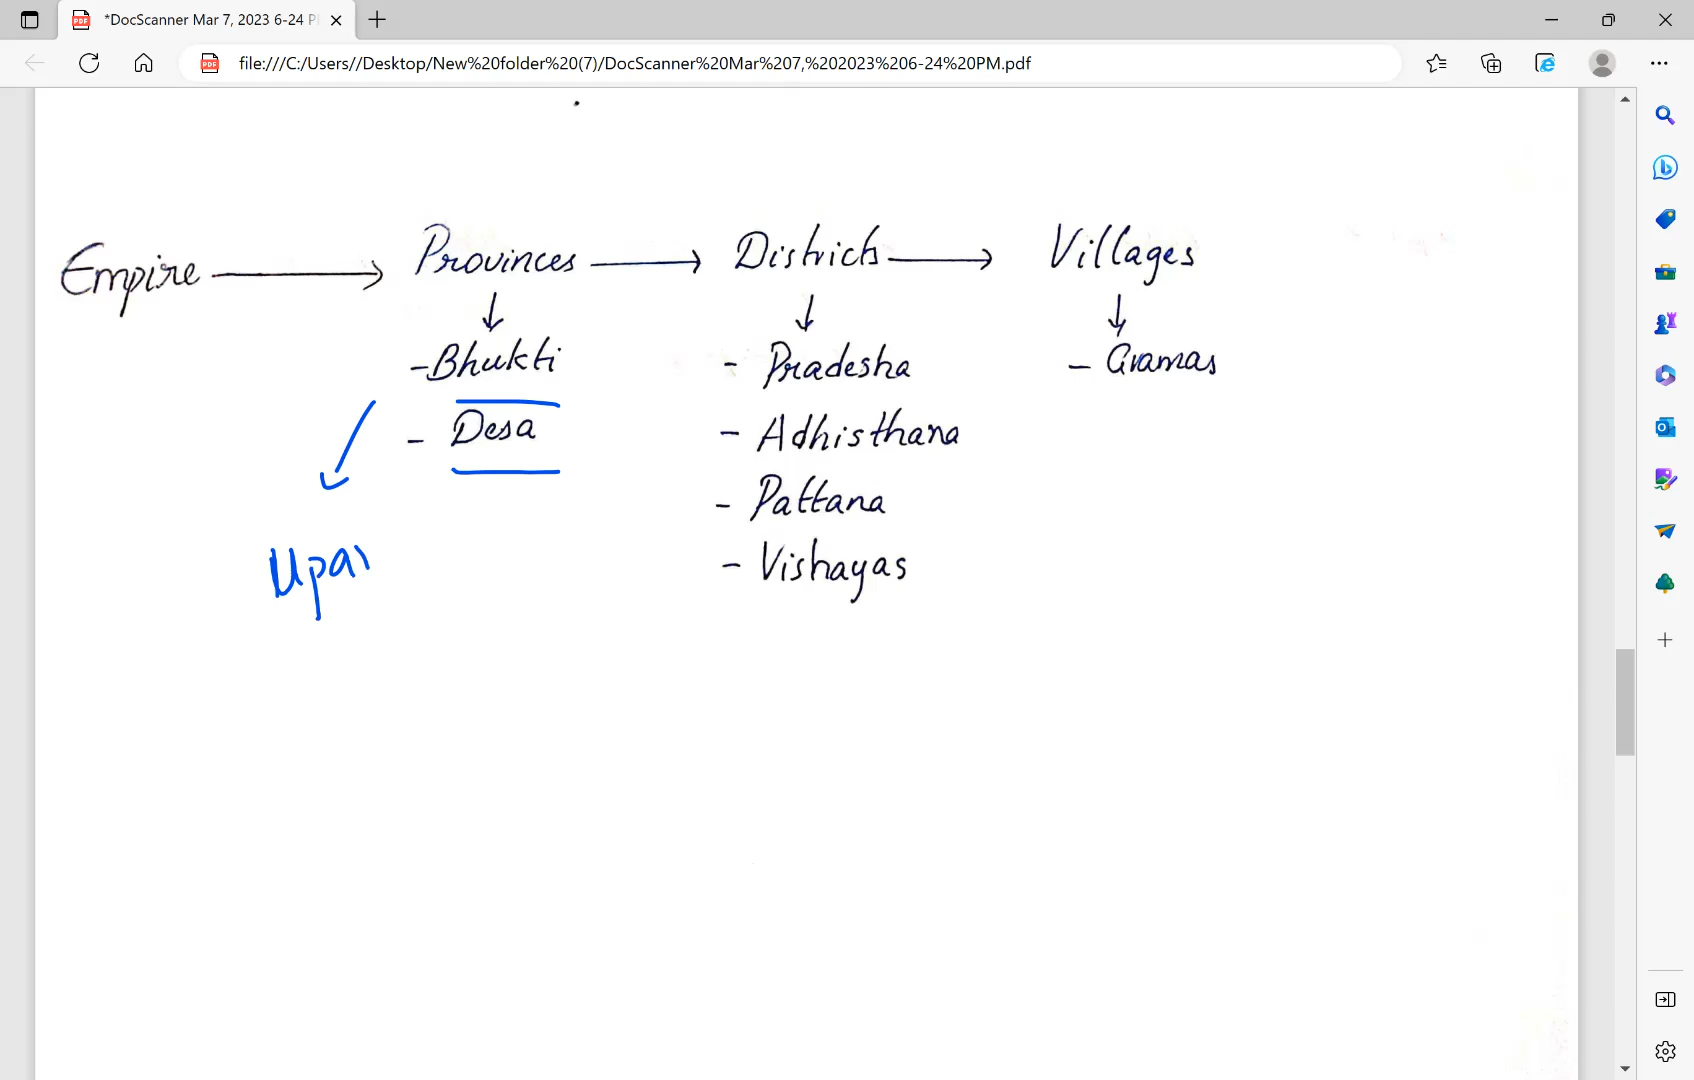 *DocScanner Mar 7, 2023 6-24 P
file:///C:/Users//Desktop/New%20folder%20(7)/DocScanner%20Mar%207,%202023%206-24%20PM.pdf
Empire → Provinces → Districts → Villages
↓ ↓ ↓
- Bhukti - Pradesha - Gramas
- Desa - Adhisthana
- Pattana
- Vishayas